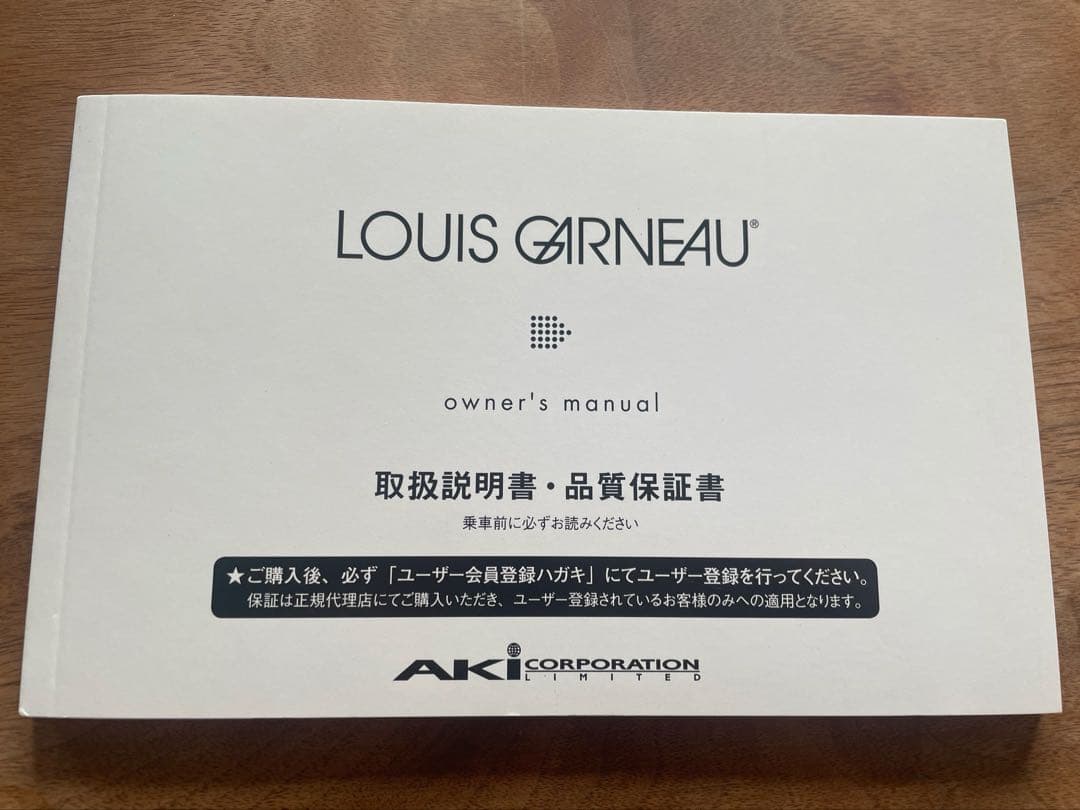 LOUIS GARNEAU®
owner's manual
取扱説明書・品質保証書
乗車前に必ずお読みください
★ご購入後、必ず「ユーザー会員登録ハガキ」にてユーザー登録を行ってください。
保証は正規代理店にてご購入いただき、ユーザー登録されているお客様のみへの適用となります。
AKi CORPORATION
LIMITED